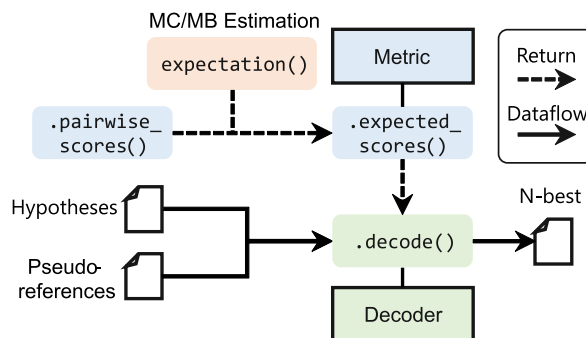 MC/MB Estimation
expectation()
Metric
Return
Dataflow
.pairwise_
scores()
.expected_
scores()
Hypotheses
Pseudo-
references
.decode()
N-best
Decoder